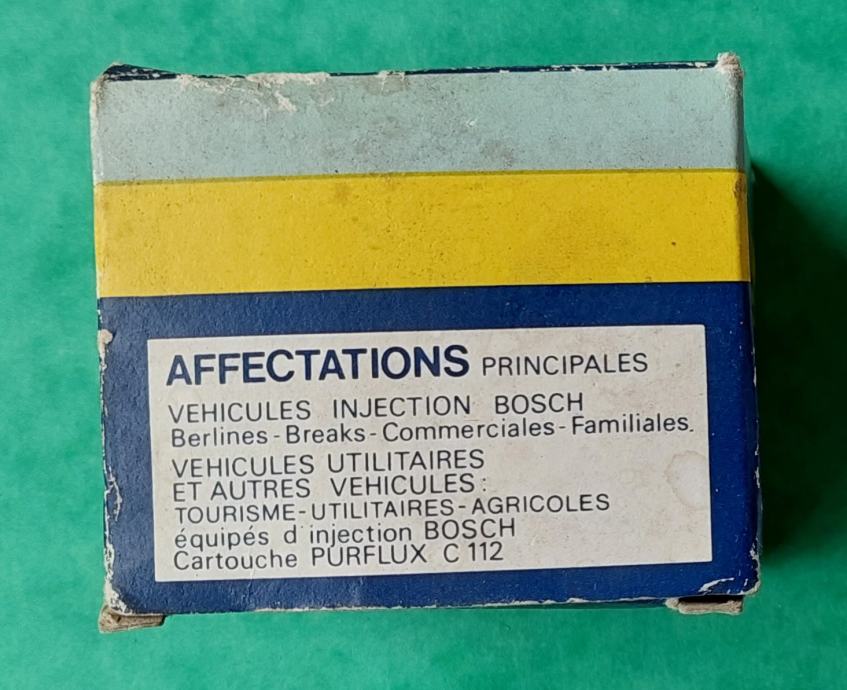 AFFECTATIONS PRINCIPALES
VEHICULES INJECTION BOSCH
Berlines-Breaks-Commerciales-Familiales.
VEHICULES UTILITAIRES
ET AUTRES VEHICULES:
TOURISME-UTILITAIRES-AGRICOLES
équipés d'injection BOSCH
Cartouche PURFLUX C 112